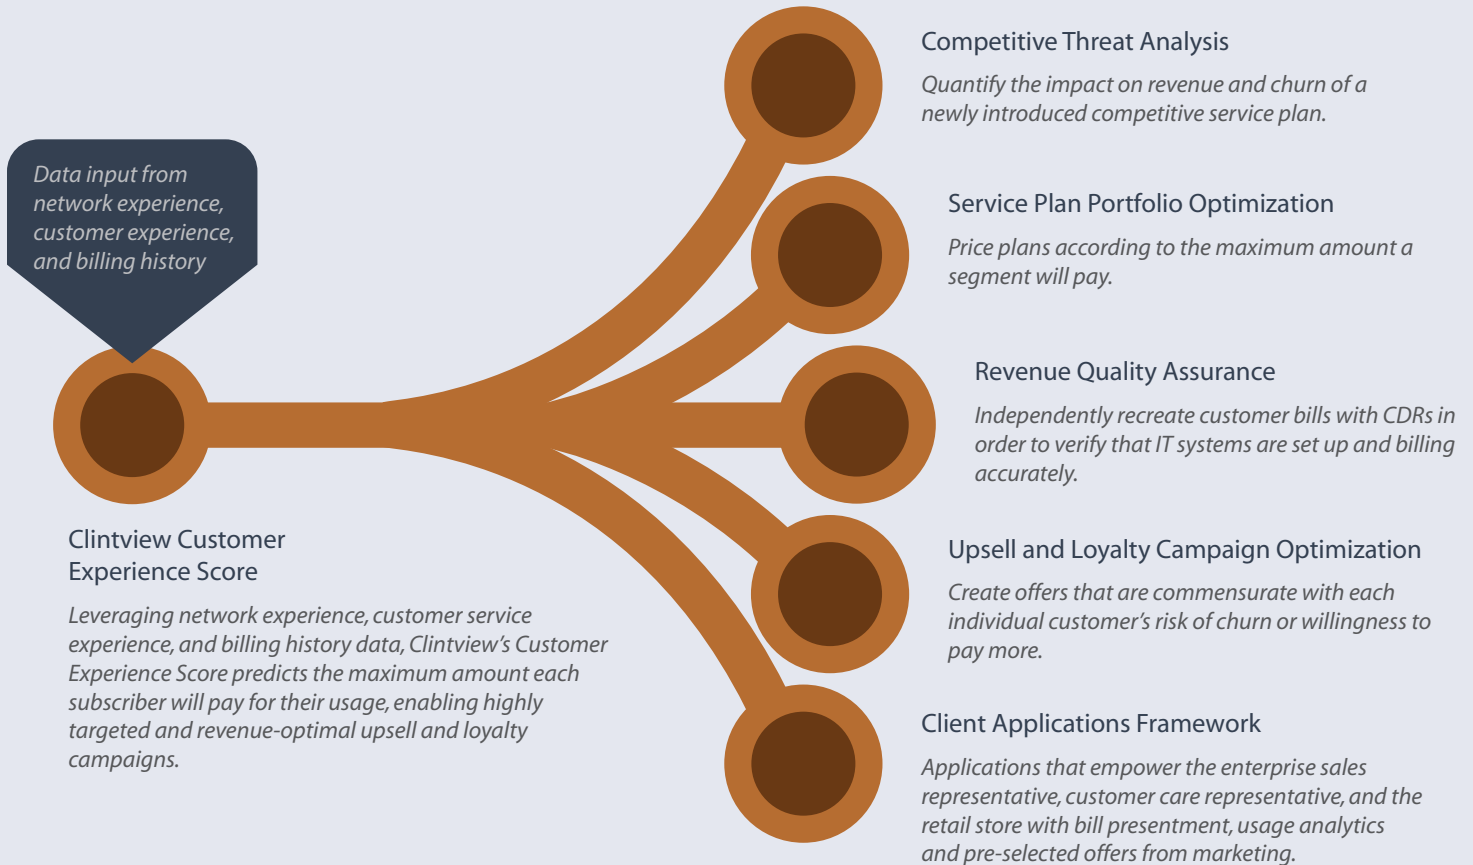 Data input from
network experience,
customer experience,
and billing history
Clintview Customer
Experience Score
Leveraging network experience, customer service
experience, and billing history data, Clintview’s Customer
Experience Score predicts the maximum amount each
subscriber will pay for their usage, enabling highly
targeted and revenue-optimal upsell and loyalty
campaigns.
Competitive Threat Analysis
Quantify the impact on revenue and churn of a
newly introduced competitive service plan.
Service Plan Portfolio Optimization
Price plans according to the maximum amount a
segment will pay.
Revenue Quality Assurance
Independently recreate customer bills with CDRs in
order to verify that IT systems are set up and billing
accurately.
Upsell and Loyalty Campaign Optimization
Create offers that are commensurate with each
individual customer’s risk of churn or willingness to
pay more.
Client Applications Framework
Applications that empower the enterprise sales
representative, customer care representative, and the
retail store with bill presentment, usage analytics
and pre-selected offers from marketing.